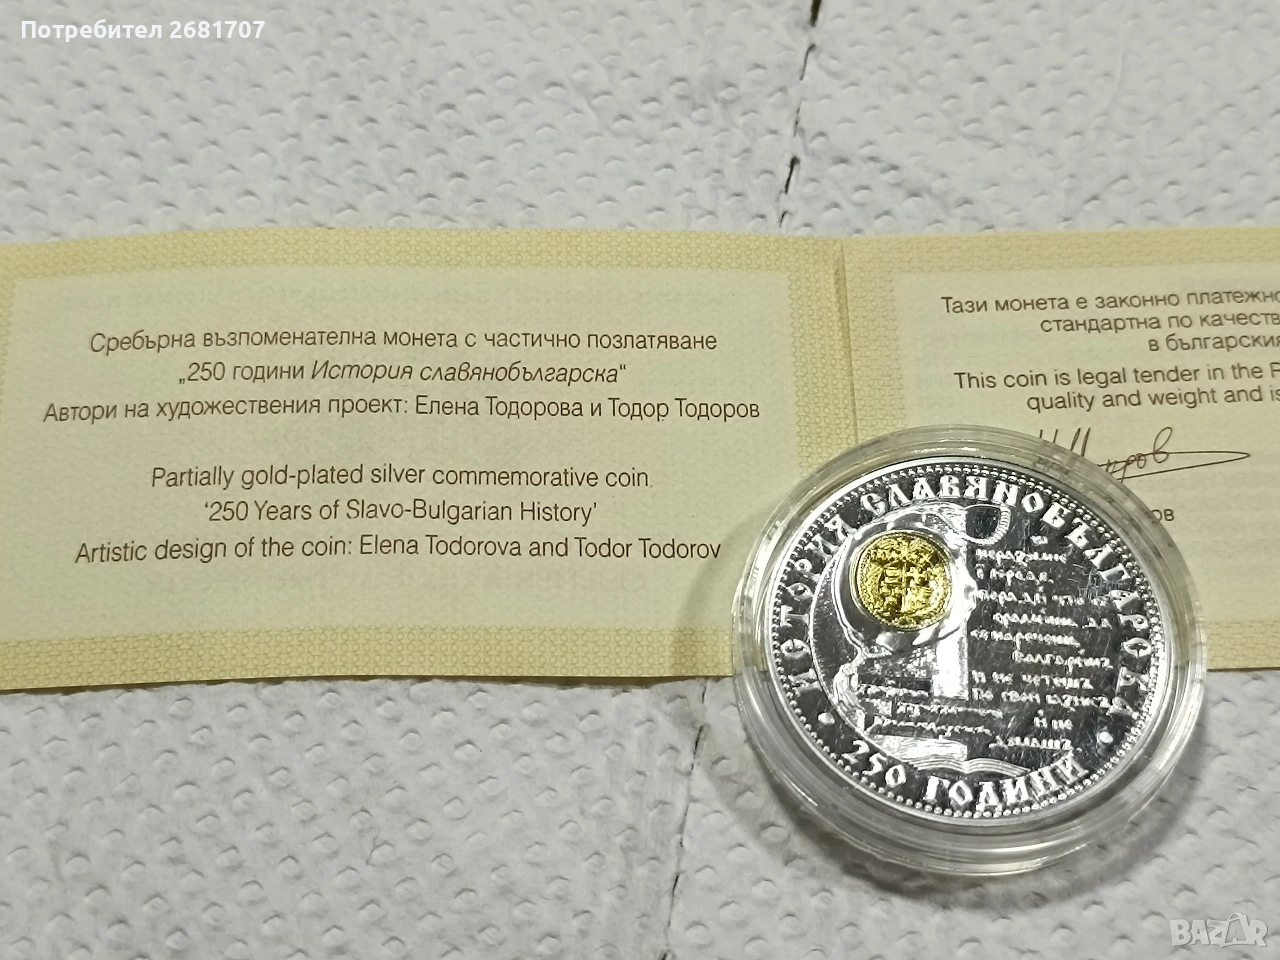 Потребител 2681707
Сребърна възпоменателна монета с частично позлатяване
„250 години История славянобългарска“
Автори на художествения проект: Елена Тодорова и Тодор Тодоров
Partially gold-plated silver commemorative coin
‘250 Years of Slavo-Bulgarian History’
Artistic design of the coin: Elena Todorova and Todor Todorov
Тази монета е законно платежно
стандартна по качеств
в българския
This coin is legal tender in the R
quality and weight and is
ов
ИСТОРИЯ СЛАВЯНОБЪЛГАРСКА
250 ГОДИНИ
BAZAR